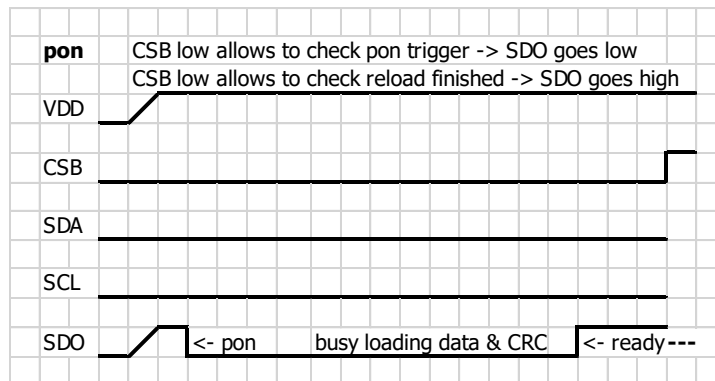 pon CSB low allows to check pon trigger -> SDO goes low
CSB low allows to check reload finished -> SDO goes high
VDD
CSB
SDA
SCL
SDO <- pon busy loading data & CRC <- ready